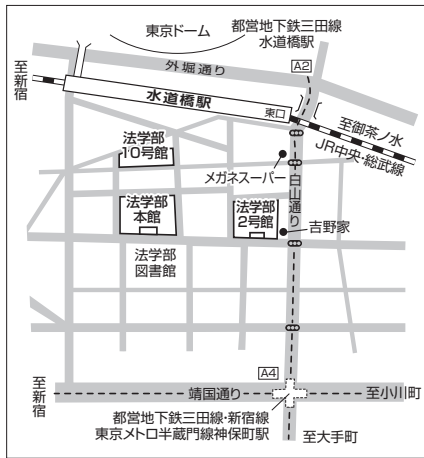 東京ドーム
都営地下鉄三田線
水道橋駅
外堀通り
A2
至新宿
水道橋駅
東口
至御茶ノ水
JR中央・総武線
法学部
10号館
メガネスーパー
白山通り
法学部
本館
法学部
2号館
吉野家
法学部
図書館
A4
至新宿
靖国通り
至小川町
都営地下鉄三田線・新宿線
東京メトロ半蔵門線神保町駅
至大手町